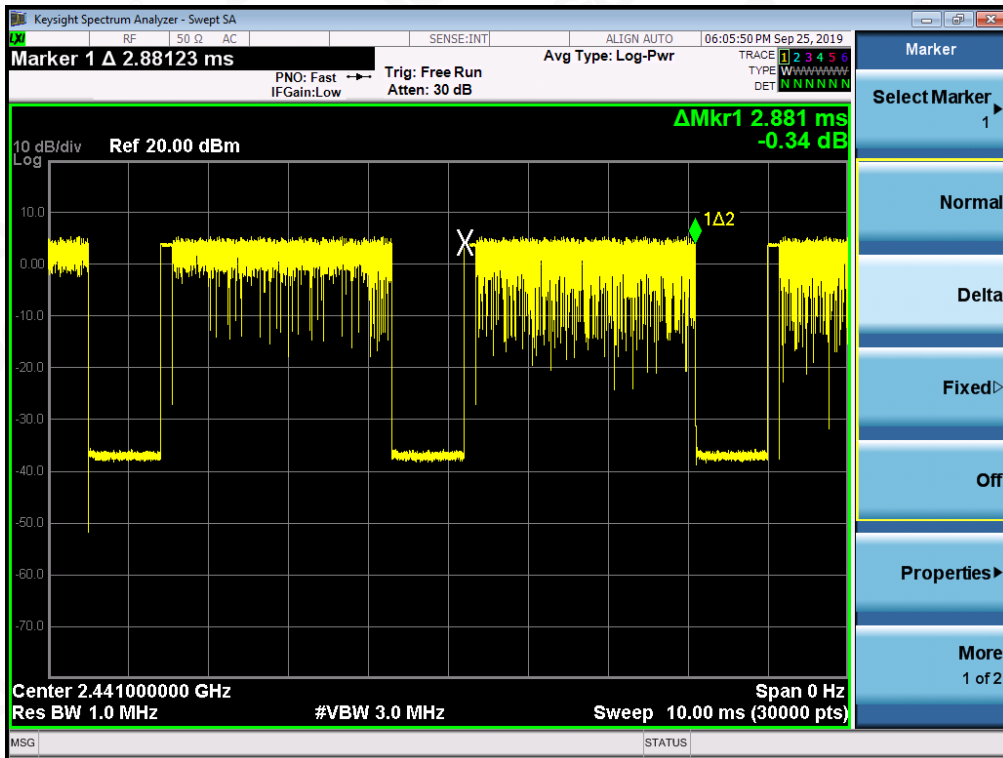 Keysight Spectrum Analyzer - Swept SA
LXI RF 50 Ω AC SENSE:INT ALIGN AUTO 06:05:50 PM Sep 25, 2019
Marker 1 Δ 2.88123 ms
PNO: Fast
IFGain:Low
Trig: Free Run
Atten: 30 dB
Avg Type: Log-Pwr
TRACE 1 2 3 4 5 6
TYPE WWWWWW
DET N N N N N N
ΔMkr1 2.881 ms
-0.34 dB
10 dB/div Ref 20.00 dBm
Log
10.0
0.00
-10.0
-20.0
-30.0
-40.0
-50.0
-60.0
-70.0
X
1Δ2
Center 2.441000000 GHz Span 0 Hz
Res BW 1.0 MHz #VBW 3.0 MHz Sweep 10.00 ms (30000 pts)
MSG STATUS
Marker
Select Marker
1
Normal
Delta
Fixed
Off
Properties
More
1 of 2